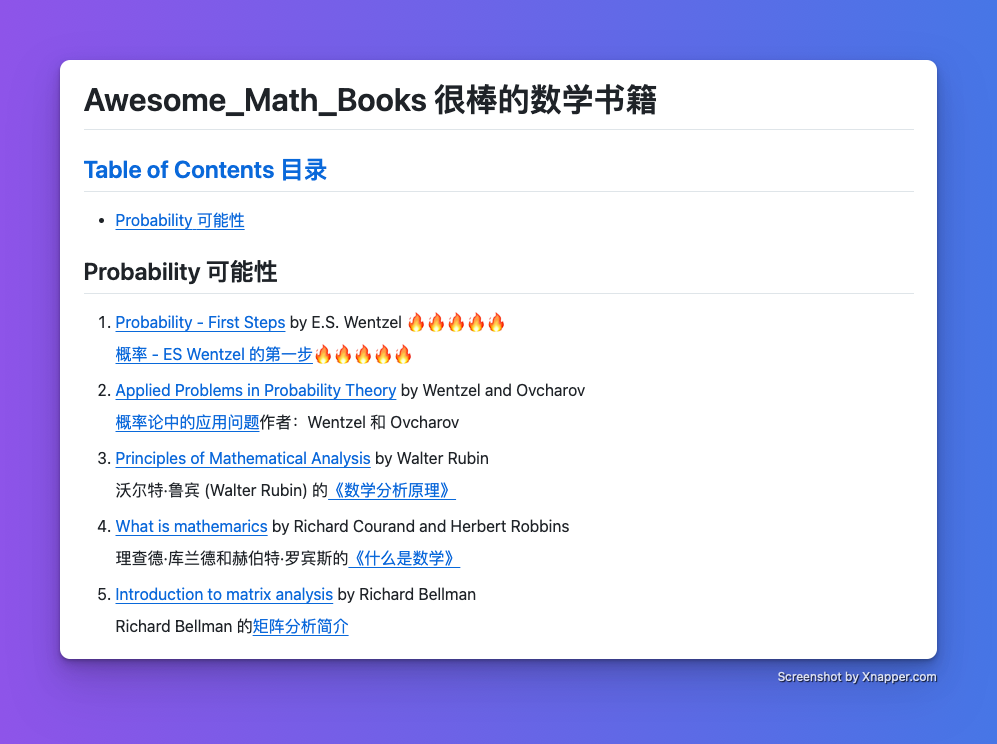 Awesome_Math_Books 很棒的数学书籍
Table of Contents 目录
Probability 可能性
Probability 可能性
1. Probability - First Steps by E.S. Wentzel 🔥🔥🔥🔥🔥
概率 - ES Wentzel 的第一步🔥🔥🔥🔥🔥
2. Applied Problems in Probability Theory by Wentzel and Ovcharov
概率论中的应用问题作者：Wentzel 和 Ovcharov
3. Principles of Mathematical Analysis by Walter Rubin
沃尔特·鲁宾 (Walter Rubin) 的《数学分析原理》
4. What is mathemarics by Richard Courand and Herbert Robbins
理查德·库兰德和赫伯特·罗宾斯的《什么是数学》
5. Introduction to matrix analysis by Richard Bellman
Richard Bellman 的矩阵分析简介
Screenshot by Xnapper.com